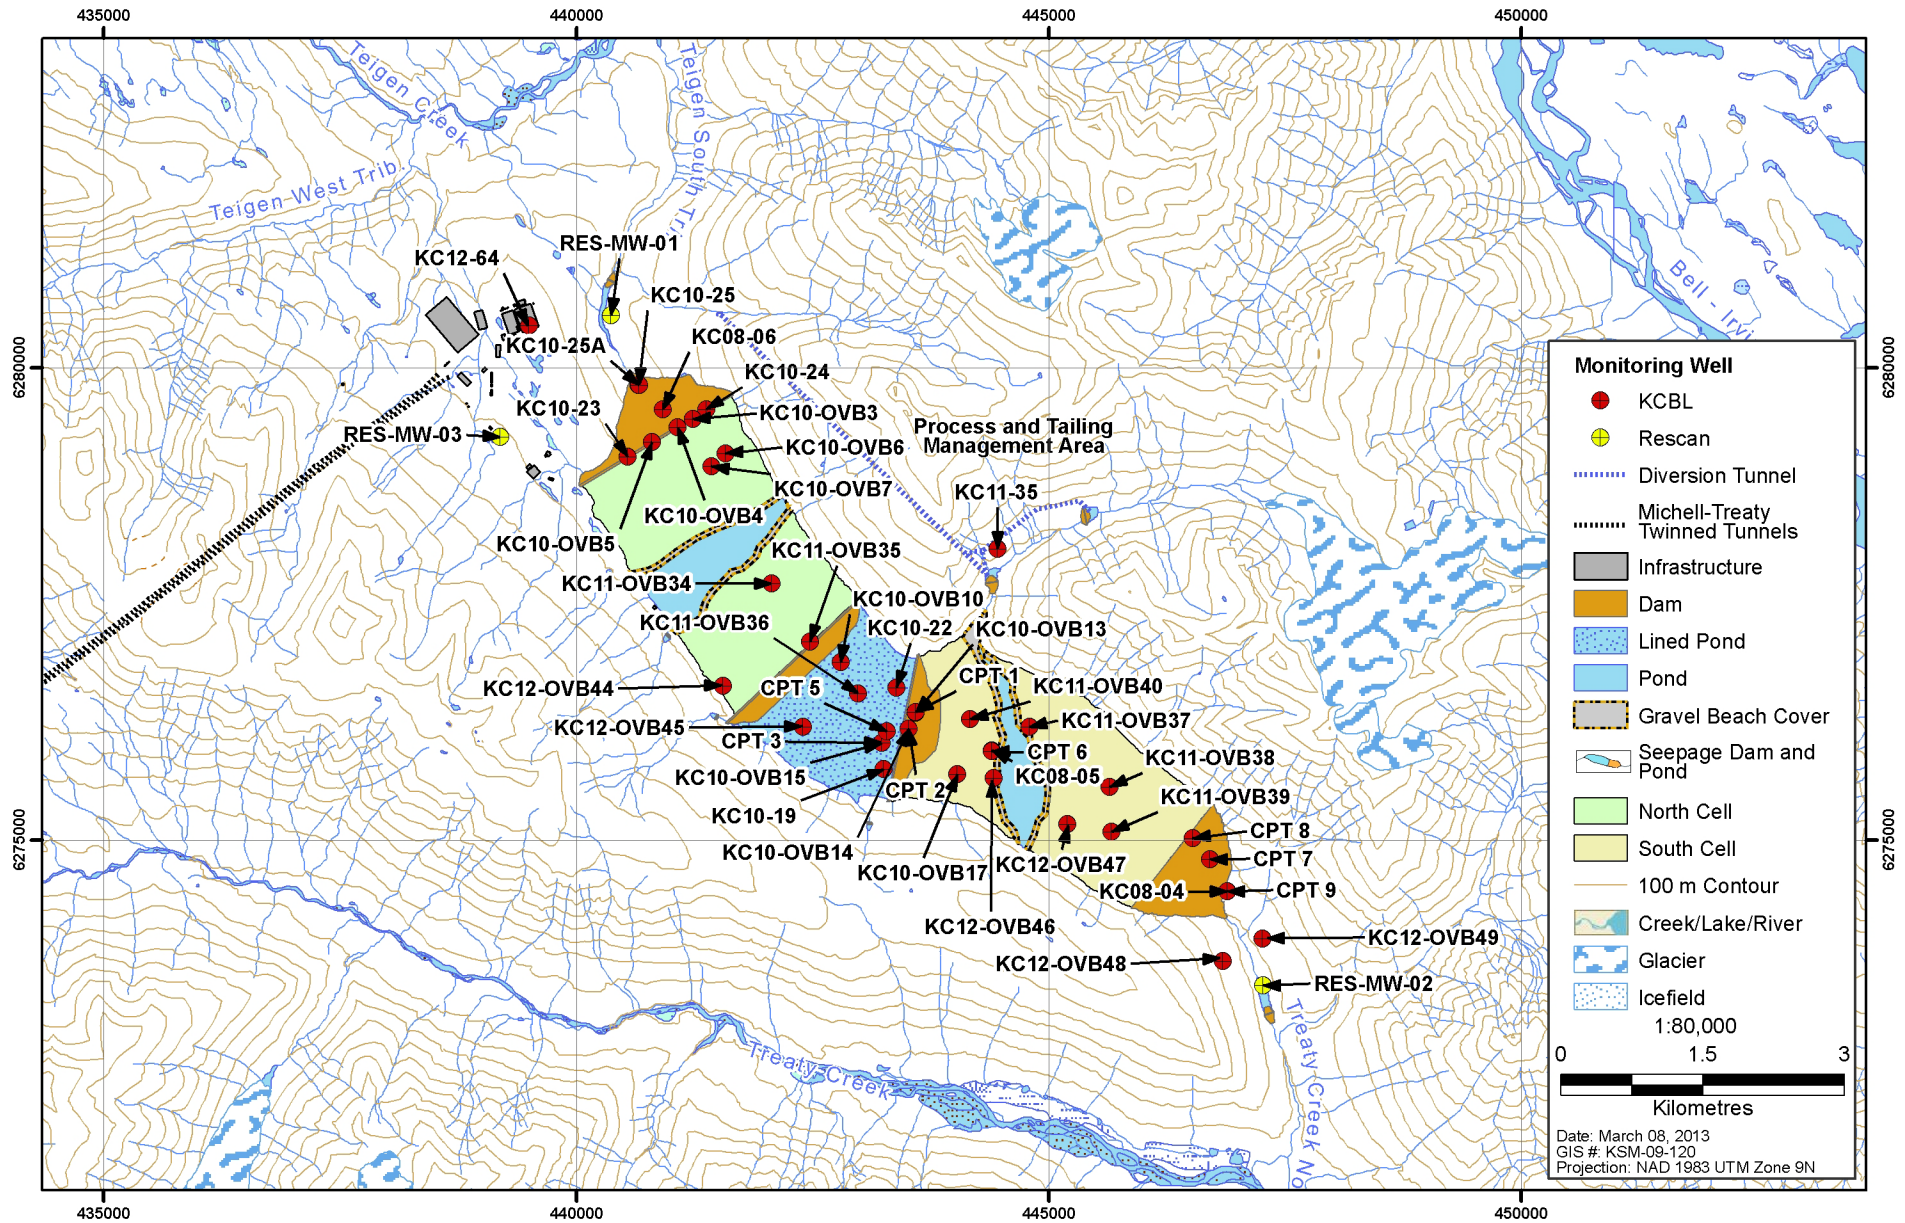 435000
440000
445000
450000
Teigen Creek
Teigen South Tri
Teigen West Trib.
RES-MW-01
KC12-64
Bell - Irvi
KC10-25
KC08-06
KC10-25A
6280000
6280000
KC10-24
KC10-23
KC10-OVB3
RES-MW-03
Process and Tailing
Management Area
KC10-OVB6
KC10-OVB7
KC11-35
KC10-OVB4
KC10-OVB5
KC11-OVB35
KC11-OVB34
KC10-OVB10
KC11-OVB36
KC10-22
KC10-OVB13
CPT 1
KC12-OVB44
CPT 5
KC11-OVB40
KC12-OVB45
KC11-OVB37
CPT 3
CPT 6
KC11-OVB38
KC10-OVB15
KC08-05
CPT 2
KC11-OVB39
KC10-19
6275000
6275000
CPT 8
KC10-OVB14
CPT 7
KC10-OVB17
KC12-OVB47
KC08-04
CPT 9
KC12-OVB46
KC12-OVB49
KC12-OVB48
RES-MW-02
Treaty Creek
Treaty Creek No
Monitoring Well
KCBL
Rescan
Diversion Tunnel
Michell-Treaty
Twinned Tunnels
Infrastructure
Dam
Lined Pond
Pond
Gravel Beach Cover
Seepage Dam and
Pond
North Cell
South Cell
100 m Contour
Creek/Lake/River
Glacier
Icefield
1:80,000
0 1.5 3
Kilometres
Date: March 08, 2013
GIS #: KSM-09-120
Projection: NAD 1983 UTM Zone 9N
435000
440000
445000
450000